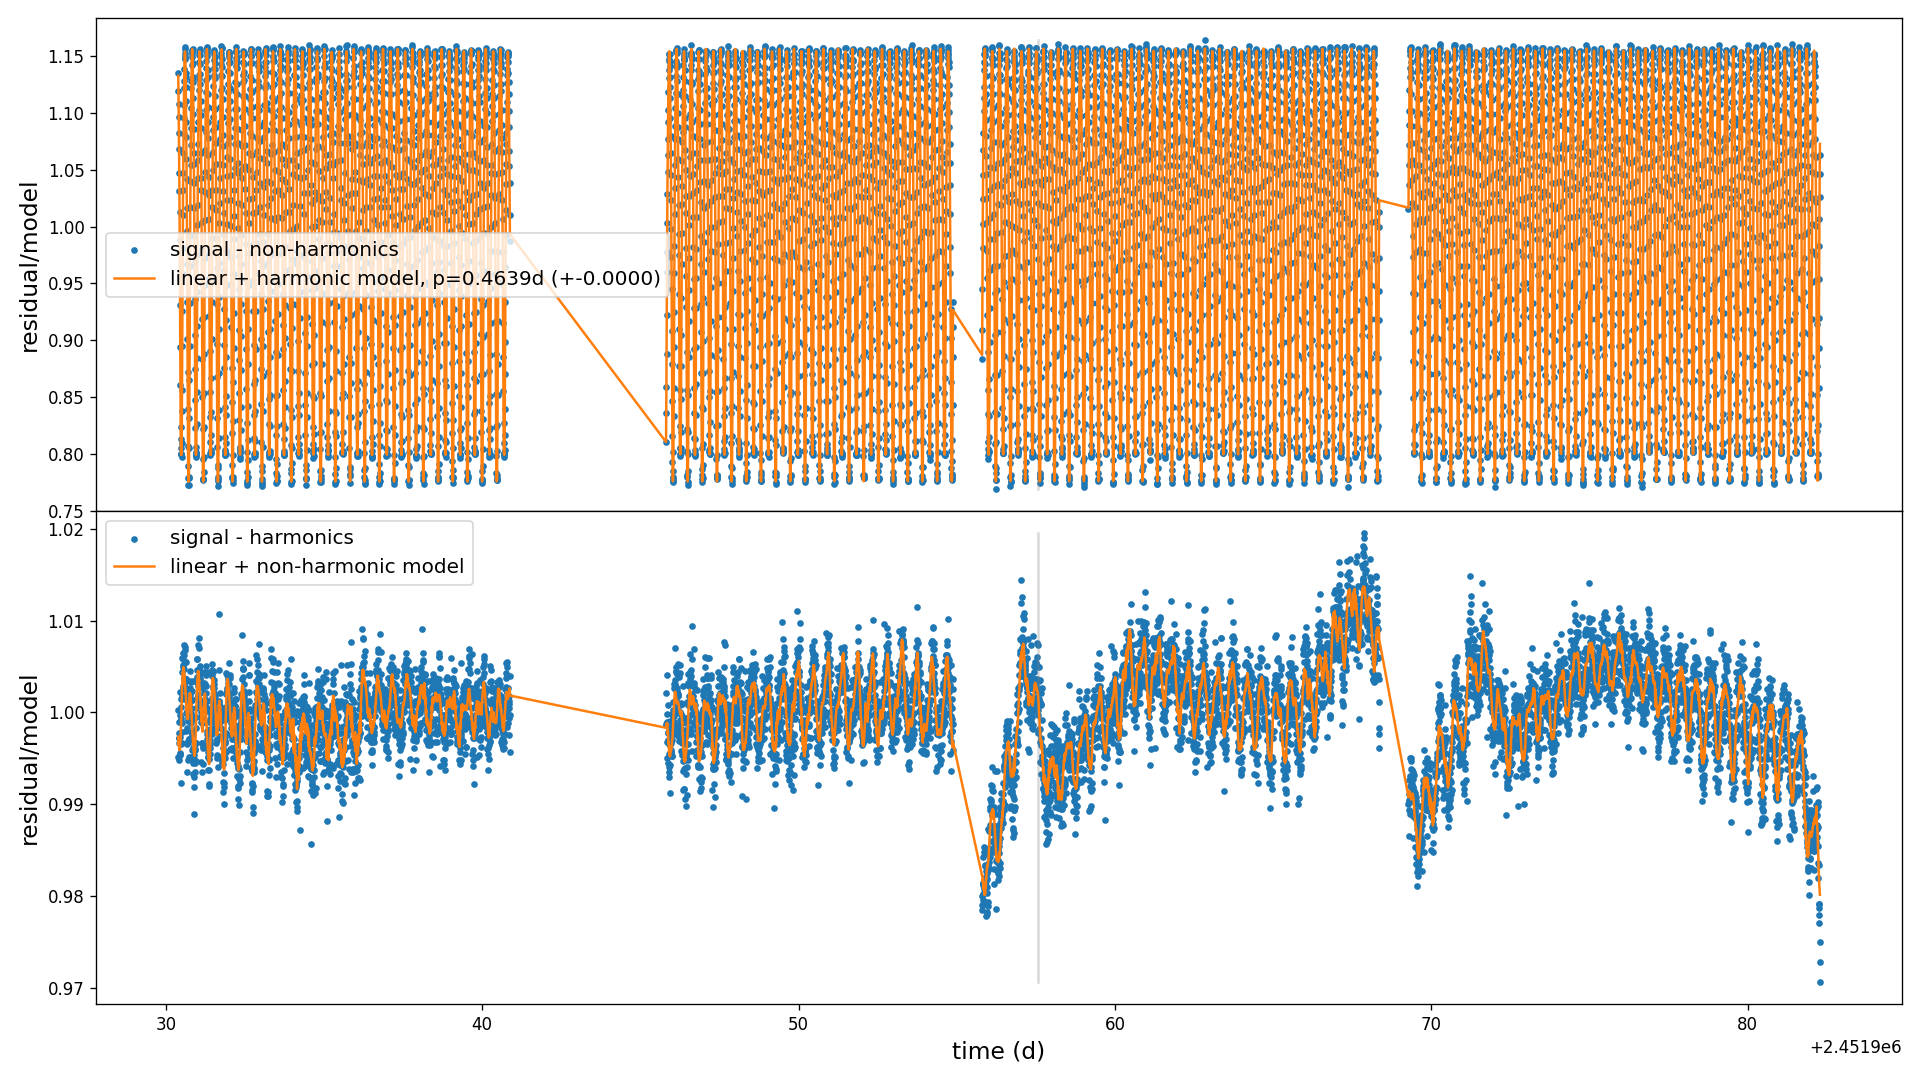 1.15
1.10
1.05
1.00
0.95
0.90
0.85
0.80
0.75
residual/model
signal - non-harmonics
linear + harmonic model, p=0.4639d (+-0.0000)
1.02
1.01
1.00
0.99
0.98
0.97
residual/model
signal - harmonics
linear + non-harmonic model
30 40 50 60 70 80
time (d)
+2.4519e6